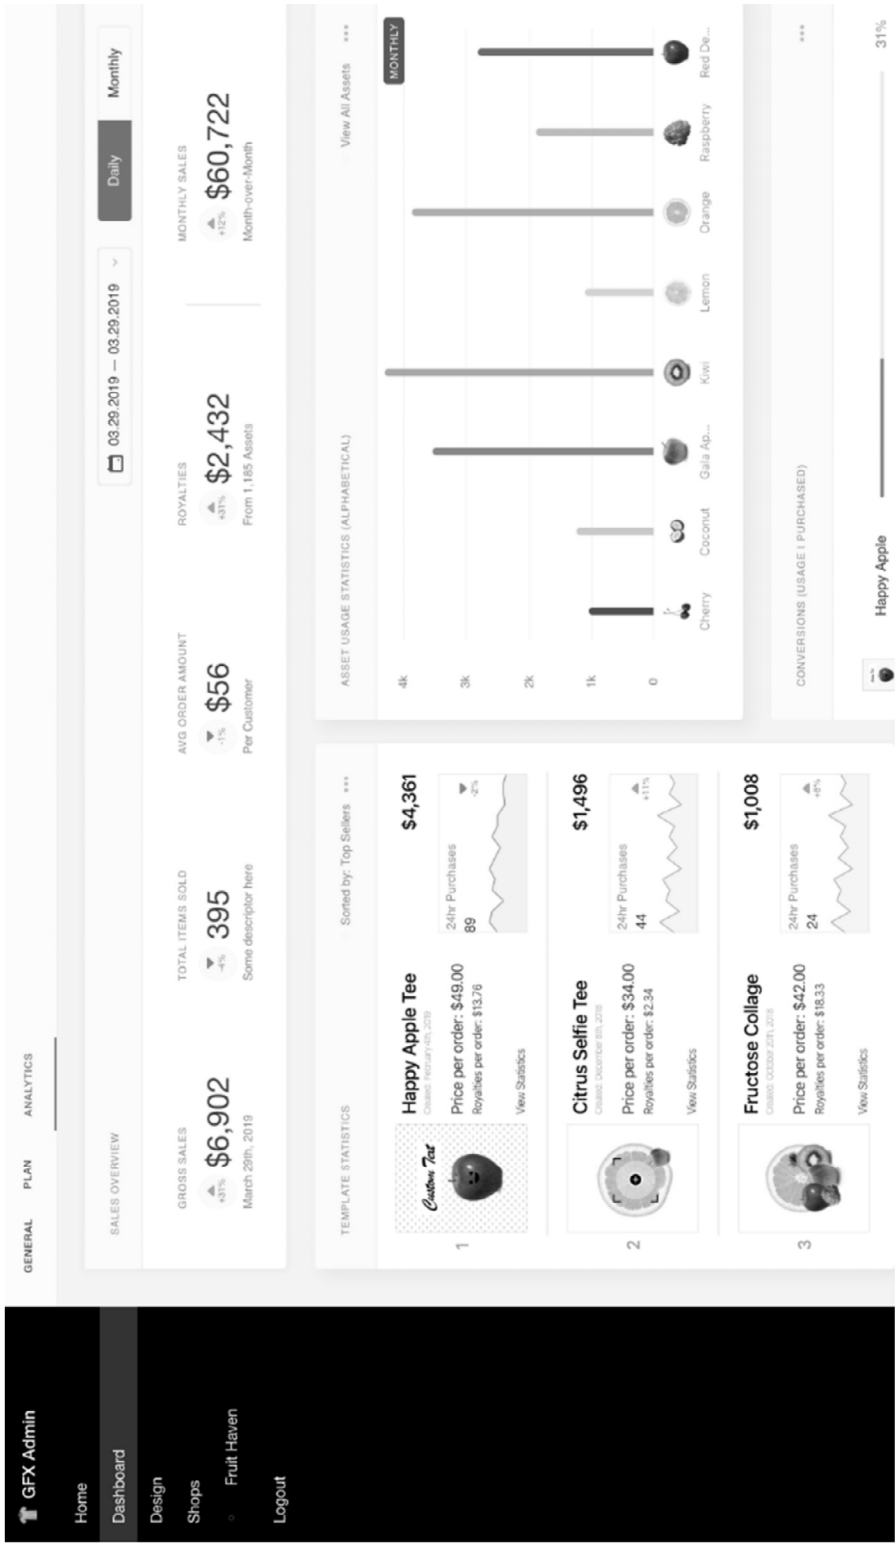 GFX Admin
Home
Dashboard
Design
Shops
Fruit Haven
Logout
GENERAL PLAN ANALYTICS
SALES OVERVIEW
03.29.2019 — 03.29.2019
Daily Monthly
GROSS SALES
+31% $6,902
March 29th, 2019
TOTAL ITEMS SOLD
-4% 395
Some descriptor here
AVG ORDER AMOUNT
-1% $56
Per Customer
ROYALTIES
+31% $2,432
From 1,185 Assets
MONTHLY SALES
+12% $60,722
Month-over-Month
TEMPLATE STATISTICS
Sorted by: Top Sellers
1
Custom Text
Happy Apple Tee
Created: February 4th, 2019
Price per order: $49.00
Royalties per order: $13.76
View Statistics
$4,361
24hr Purchases
89
-2%
2
Citrus Selfie Tee
Created: December 8th, 2018
Price per order: $34.00
Royalties per order: $2.34
View Statistics
$1,496
24hr Purchases
44
+11%
3
Fructose Collage
Created: October 20th, 2018
Price per order: $42.00
Royalties per order: $18.33
View Statistics
$1,008
24hr Purchases
24
+8%
ASSET USAGE STATISTICS (ALPHABETICAL)
View All Assets
MONTHLY
4k
3k
2k
1k
0
Cherry
Coconut
Gala Ap...
Kiwi
Lemon
Orange
Raspberry
Red De...
CONVERSIONS (USAGE | PURCHASED)
Happy Apple
31%